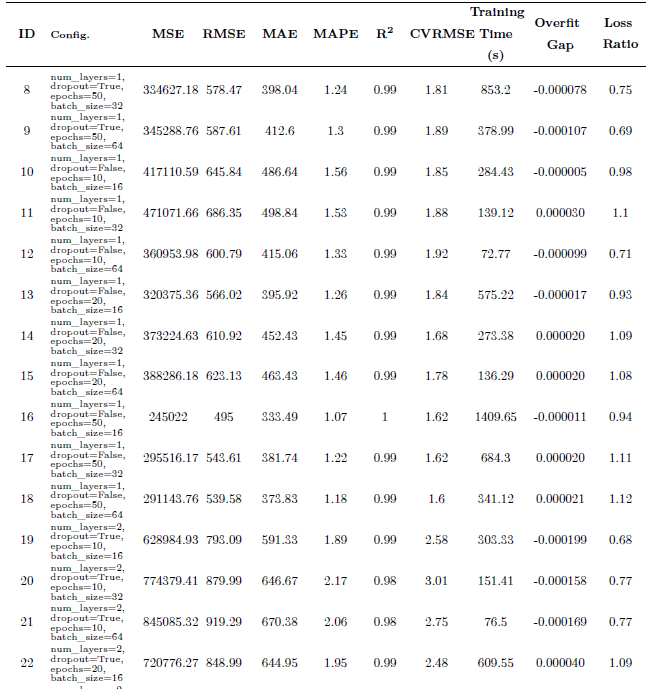 Training
ID Config. MSE RMSE MAE MAPE R² CVRMSE Time Overfit Gap Loss Ratio
(s)
num_layers=1,
dropout=True,
8 334627.18 578.47 398.04 1.24 0.99 1.81 853.2 -0.000078 0.75
epochs=50,
batch_size=32
num_layers=1,
dropout=True,
9 345288.76 587.61 412.6 1.3 0.99 1.89 378.99 -0.000107 0.69
epochs=50,
batch_size=64
num_layers=1,
dropout=False,
10 417110.59 645.84 486.64 1.56 0.99 1.85 284.43 -0.000005 0.98
epochs=10,
batch_size=16
num_layers=1,
dropout=False,
11 471071.66 686.35 498.84 1.53 0.99 1.88 139.12 0.000030 1.1
epochs=10,
batch_size=32
num_layers=1,
dropout=False,
12 360953.98 600.79 415.06 1.33 0.99 1.92 72.77 -0.000099 0.71
epochs=10,
batch_size=64
num_layers=1,
dropout=False,
13 320375.36 566.02 395.92 1.26 0.99 1.84 575.22 -0.000017 0.93
epochs=20,
batch_size=16
num_layers=1,
dropout=False,
14 373224.63 610.92 452.43 1.45 0.99 1.68 273.38 0.000020 1.09
epochs=20,
batch_size=32
num_layers=1,
dropout=False,
15 388286.18 623.13 463.43 1.46 0.99 1.78 136.29 0.000020 1.08
epochs=20,
batch_size=64
num_layers=1,
dropout=False,
16 245022 495 333.49 1.07 1 1.62 1409.65 -0.000011 0.94
epochs=50,
batch_size=16
num_layers=1,
dropout=False,
17 295516.17 543.61 381.74 1.22 0.99 1.62 684.3 0.000020 1.11
epochs=50,
batch_size=32
num_layers=1,
dropout=False,
18 291143.76 539.58 373.83 1.18 0.99 1.6 341.12 0.000021 1.12
epochs=50,
batch_size=64
num_layers=2,
dropout=True,
19 628984.93 793.09 591.33 1.89 0.99 2.58 303.33 -0.000199 0.68
epochs=10,
batch_size=16
num_layers=2,
dropout=True,
20 774379.41 879.99 646.67 2.17 0.98 3.01 151.41 -0.000158 0.77
epochs=10,
batch_size=32
num_layers=2,
dropout=True,
21 845085.32 919.29 670.38 2.06 0.98 2.75 76.5 -0.000169 0.77
epochs=10,
batch_size=64
num_layers=2,
dropout=True,
22 720776.27 848.99 644.95 1.95 0.99 2.48 609.55 0.000040 1.09
epochs=20,
batch_size=16